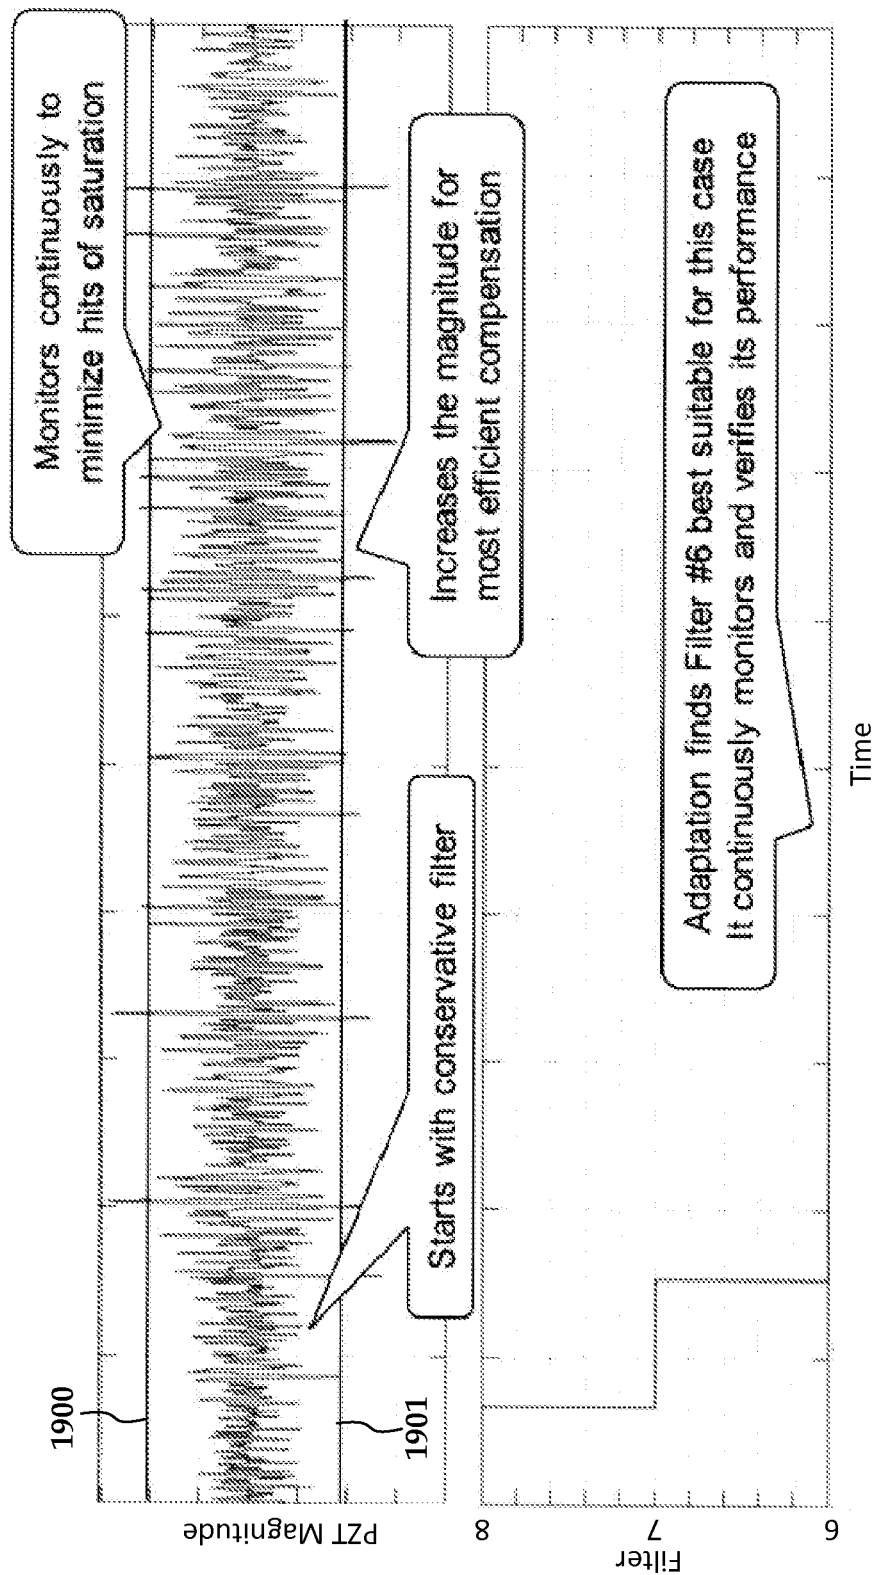 Monitors continuously to
minimize hits of saturation
Increases the magnitude for
most efficient compensation
Starts with conservative filter
1900
1901
PZT Magnitude
Adaptation finds Filter #6 best suitable for this case
It continuously monitors and verifies its performance
8
7
6
Filter
Time